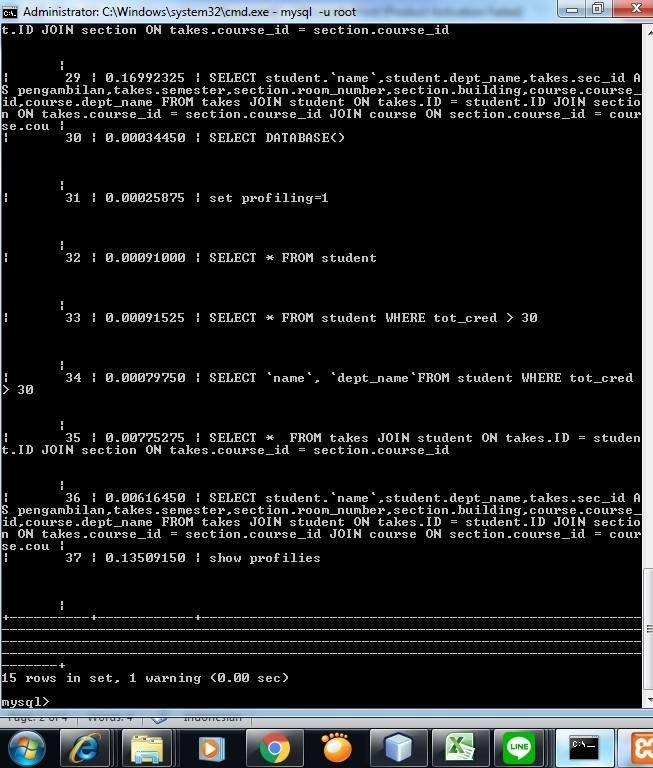 Administrator: C:\Windows\system32\cmd.exe - mysql -u root
t.ID JOIN section ON takes.course_id = section.course_id
|
| 29 | 0.16992325 | SELECT student.`name`,student.dept_name,takes.sec_id A
S pengambilan,takes.semester,section.room_number,section.building,course.course_
id,course.dept_name FROM takes JOIN student ON takes.ID = student.ID JOIN sectio
n ON takes.course_id = section.course_id JOIN course ON section.course_id = cour
se.cou |
| 30 | 0.00034450 | SELECT DATABASE()
|
| 31 | 0.00025875 | set profiling=1
|
| 32 | 0.00091000 | SELECT * FROM student
|
| 33 | 0.00091525 | SELECT * FROM student WHERE tot_cred > 30
|
| 34 | 0.00079750 | SELECT `name`, `dept_name`FROM student WHERE tot_cred
> 30
|
| 35 | 0.00775275 | SELECT *  FROM takes JOIN student ON takes.ID = studen
t.ID JOIN section ON takes.course_id = section.course_id
|
| 36 | 0.00616450 | SELECT student.`name`,student.dept_name,takes.sec_id A
S pengambilan,takes.semester,section.room_number,section.building,course.course_
id,course.dept_name FROM takes JOIN student ON takes.ID = student.ID JOIN sectio
n ON takes.course_id = section.course_id JOIN course ON section.course_id = cour
se.cou |
| 37 | 0.13509150 | show profilies
|
15 rows in set, 1 warning (0.00 sec)
mysql>
Page: 2 of 4 Words: 4 Indonesian
LINE
C:\